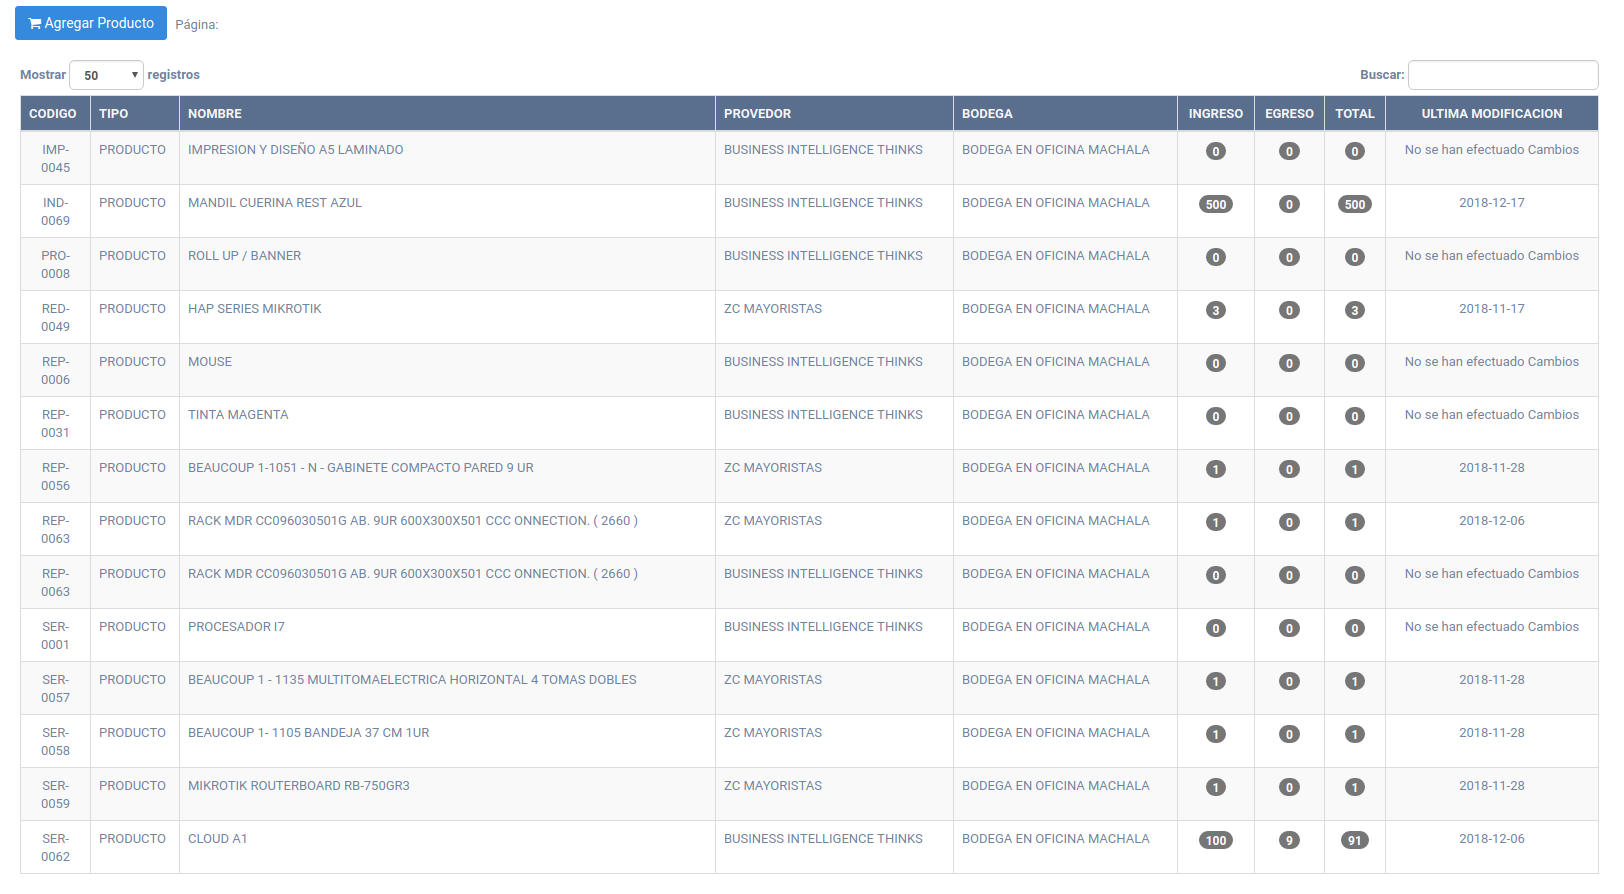 Agregar Producto Página:
Mostrar 50 registros Buscar:
CODIGO TIPO NOMBRE PROVEDOR BODEGA INGRESO EGRESO TOTAL ULTIMA MODIFICACION
IMP-0045 PRODUCTO IMPRESION Y DISEÑO A5 LAMINADO BUSINESS INTELLIGENCE THINKS BODEGA EN OFICINA MACHALA 0 0 0 No se han efectuado Cambios
IND-0069 PRODUCTO MANDIL CUERINA REST AZUL BUSINESS INTELLIGENCE THINKS BODEGA EN OFICINA MACHALA 500 0 500 2018-12-17
PRO-0008 PRODUCTO ROLL UP / BANNER BUSINESS INTELLIGENCE THINKS BODEGA EN OFICINA MACHALA 0 0 0 No se han efectuado Cambios
RED-0049 PRODUCTO HAP SERIES MIKROTIK ZC MAYORISTAS BODEGA EN OFICINA MACHALA 3 0 3 2018-11-17
REP-0006 PRODUCTO MOUSE BUSINESS INTELLIGENCE THINKS BODEGA EN OFICINA MACHALA 0 0 0 No se han efectuado Cambios
REP-0031 PRODUCTO TINTA MAGENTA BUSINESS INTELLIGENCE THINKS BODEGA EN OFICINA MACHALA 0 0 0 No se han efectuado Cambios
REP-0056 PRODUCTO BEAUCOUP 1-1051 - N - GABINETE COMPACTO PARED 9 UR ZC MAYORISTAS BODEGA EN OFICINA MACHALA 1 0 1 2018-11-28
REP-0063 PRODUCTO RACK MDR CC096030501G AB. 9UR 600X300X501 CCC ONNECTION. ( 2660 ) ZC MAYORISTAS BODEGA EN OFICINA MACHALA 1 0 1 2018-12-06
REP-0063 PRODUCTO RACK MDR CC096030501G AB. 9UR 600X300X501 CCC ONNECTION. ( 2660 ) BUSINESS INTELLIGENCE THINKS BODEGA EN OFICINA MACHALA 0 0 0 No se han efectuado Cambios
SER-0001 PRODUCTO PROCESADOR I7 BUSINESS INTELLIGENCE THINKS BODEGA EN OFICINA MACHALA 0 0 0 No se han efectuado Cambios
SER-0057 PRODUCTO BEAUCOUP 1 - 1135 MULTITOMAELECTRICA HORIZONTAL 4 TOMAS DOBLES ZC MAYORISTAS BODEGA EN OFICINA MACHALA 1 0 1 2018-11-28
SER-0058 PRODUCTO BEAUCOUP 1- 1105 BANDEJA 37 CM 1UR ZC MAYORISTAS BODEGA EN OFICINA MACHALA 1 0 1 2018-11-28
SER-0059 PRODUCTO MIKROTIK ROUTERBOARD RB-750GR3 ZC MAYORISTAS BODEGA EN OFICINA MACHALA 1 0 1 2018-11-28
SER-0062 PRODUCTO CLOUD A1 BUSINESS INTELLIGENCE THINKS BODEGA EN OFICINA MACHALA 100 9 91 2018-12-06